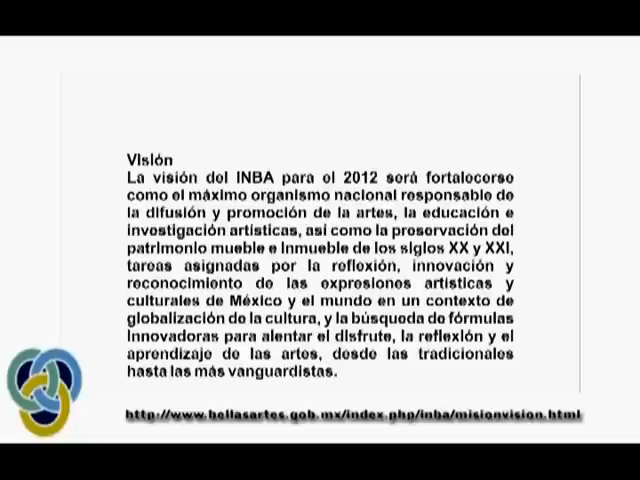 Visión
La visión del INBA para el 2012 será fortalecerse
como el máximo organismo nacional responsable de
la difusión y promoción de la artes, la educación e
investigación artísticas, asi como la preservación del
patrimonio mueble e inmueble de los siglos XX y XXI,
tareas asignadas por la reflexión, innovación y
reconocimiento de las expresiones artísticas y
culturales de México y el mundo en un contexto de
globalización de la cultura, y la búsqueda de fórmulas
innovadoras para alentar el disfrute, la reflexión y el
aprendizaje de las artes, desde las tradicionales
hasta las más vanguardistas.
http://www.bellasartes.gob.mx/index.php/inba/misionvision.html